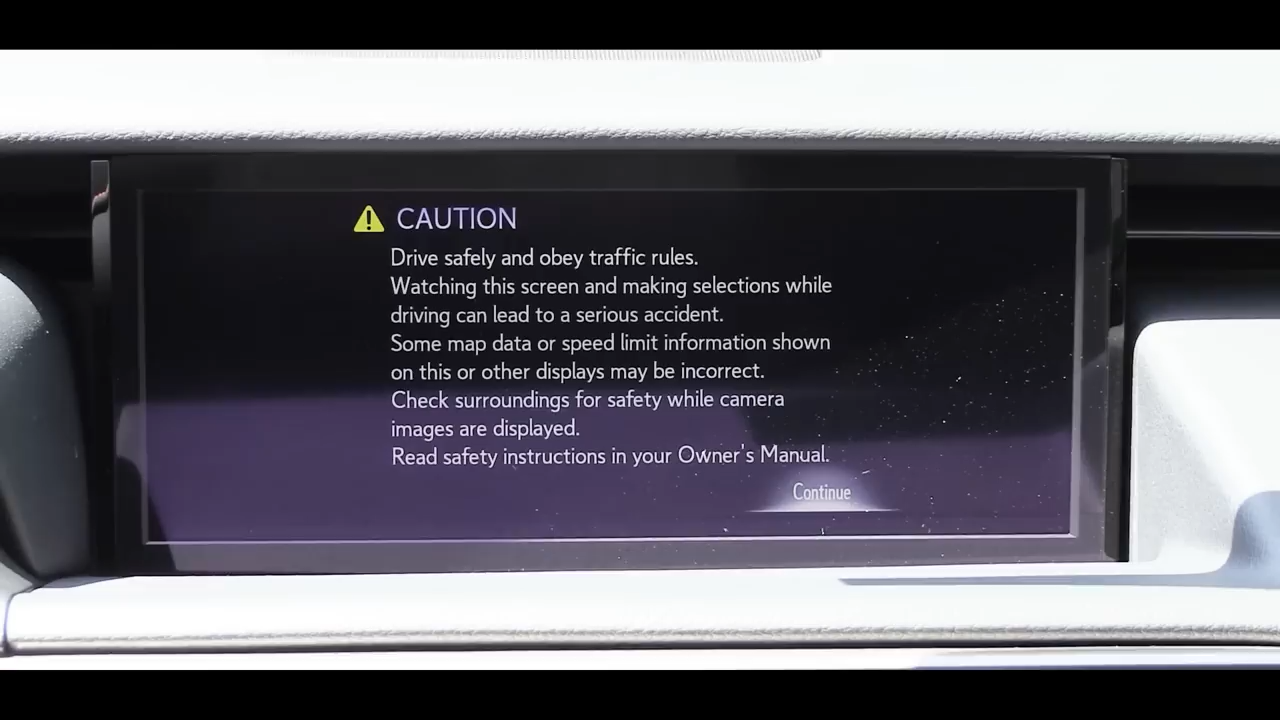 CAUTION
Drive safely and obey traffic rules.
Watching this screen and making selections while
driving can lead to a serious accident.
Some map data or speed limit information shown
on this or other displays may be incorrect.
Check surroundings for safety while camera
images are displayed.
Read safety instructions in your Owner's Manual.
Continue